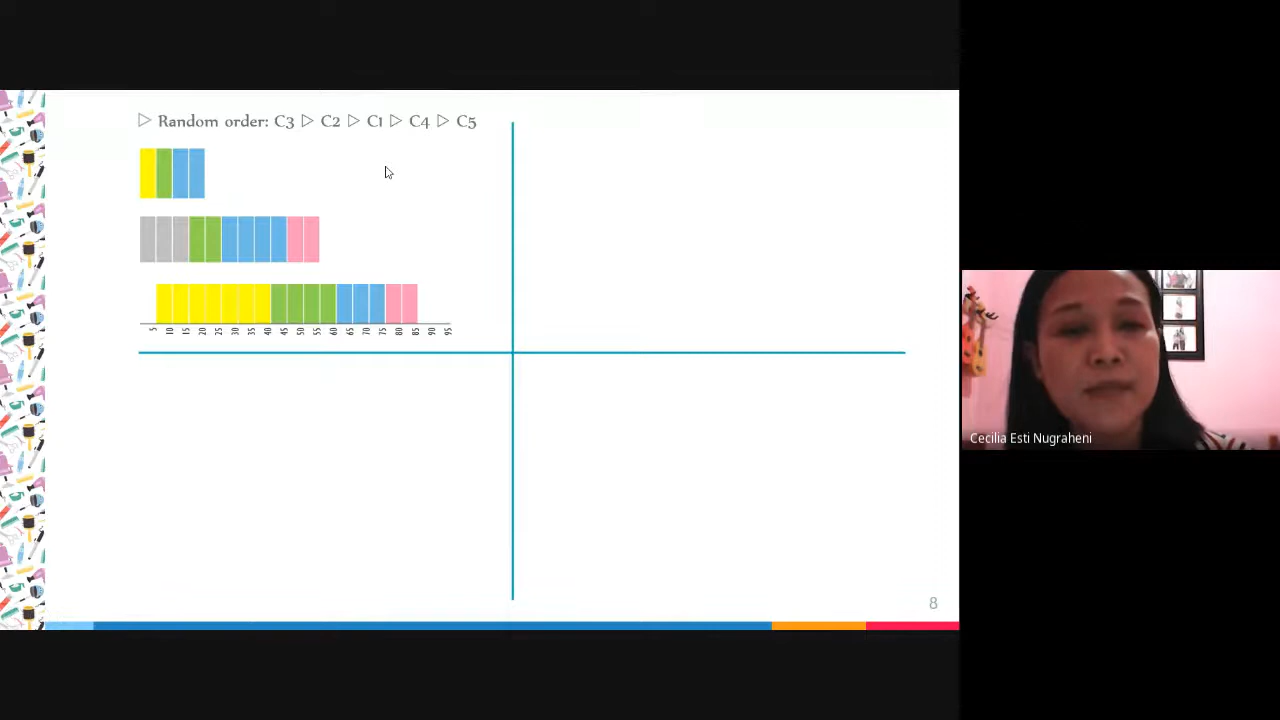 ▷ Random order: C3 ▷ C2 ▷ C1 ▷ C4 ▷ C5
5 10 15 20 25 30 35 40 45 50 55 60 65 70 75 80 85 90 95
Cecilia Esti Nugraheni
8